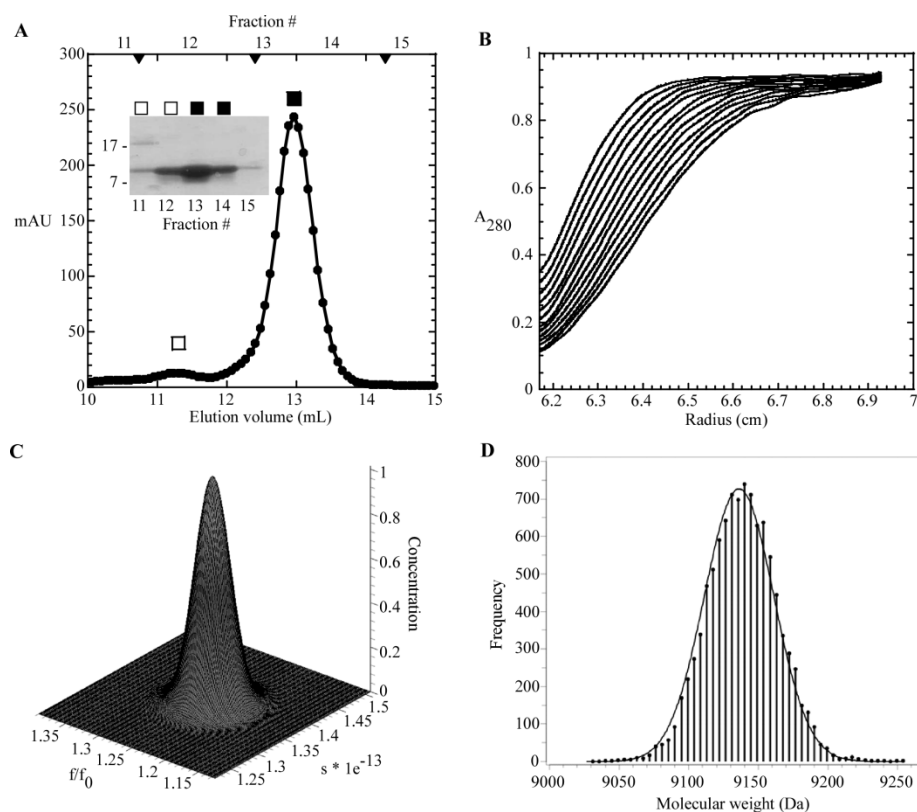 A
Fraction #
11 12 13 14 15
300
250
200
150
100
50
0
mAU
17 -
7 -
11 12 13 14 15
Fraction #
10 11 12 13 14 15
Elution volume (mL)
B
1
0.8
0.6
0.4
0.2
0
A280
6.2 6.3 6.4 6.5 6.6 6.7 6.8 6.9 7
Radius (cm)
C
1
0.8
0.6
0.4
0.2
0
Concentration
1.35 1.3 1.25 1.2 1.15
f/f0
1.25 1.3 1.35 1.4 1.45 1.5
s * 1e-13
D
800
700
600
500
400
300
200
100
0
Frequency
9000 9050 9100 9150 9200 9250
Molecular weight (Da)